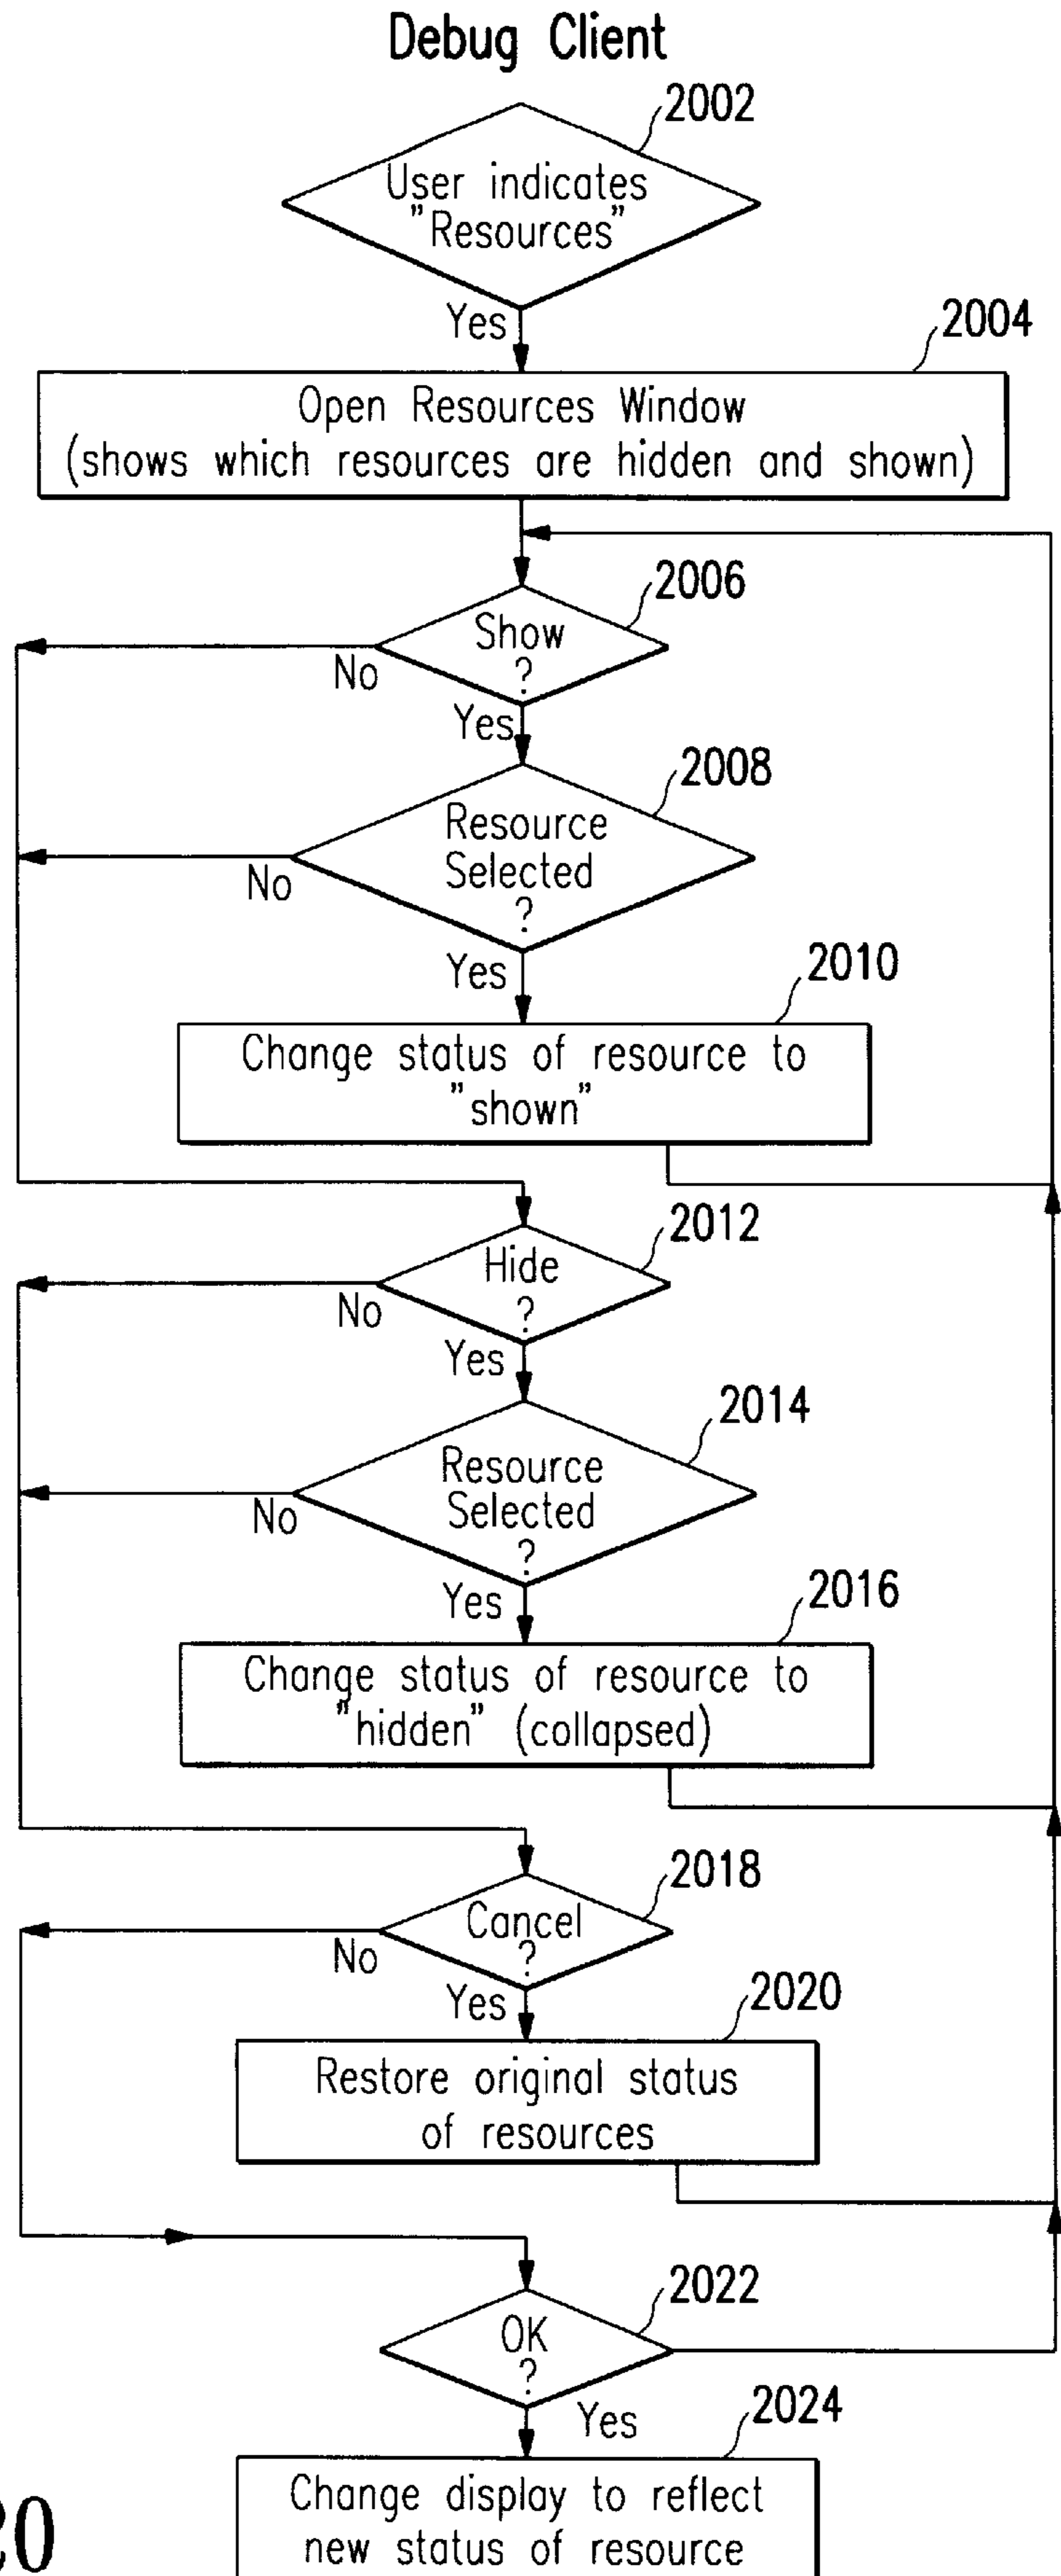 Debug Client
2002
User indicates
"Resources"
Yes
2004
Open Resources Window
(shows which resources are hidden and shown)
2006
Show
?
No
Yes
2008
Resource
Selected
?
No
Yes
2010
Change status of resource to
"shown"
2012
Hide
?
No
Yes
2014
Resource
Selected
?
No
Yes
2016
Change status of resource to
"hidden" (collapsed)
2018
Cancel
?
No
Yes
2020
Restore original status
of resources
2022
OK
?
Yes
2024
Change display to reflect
new status of resource
20